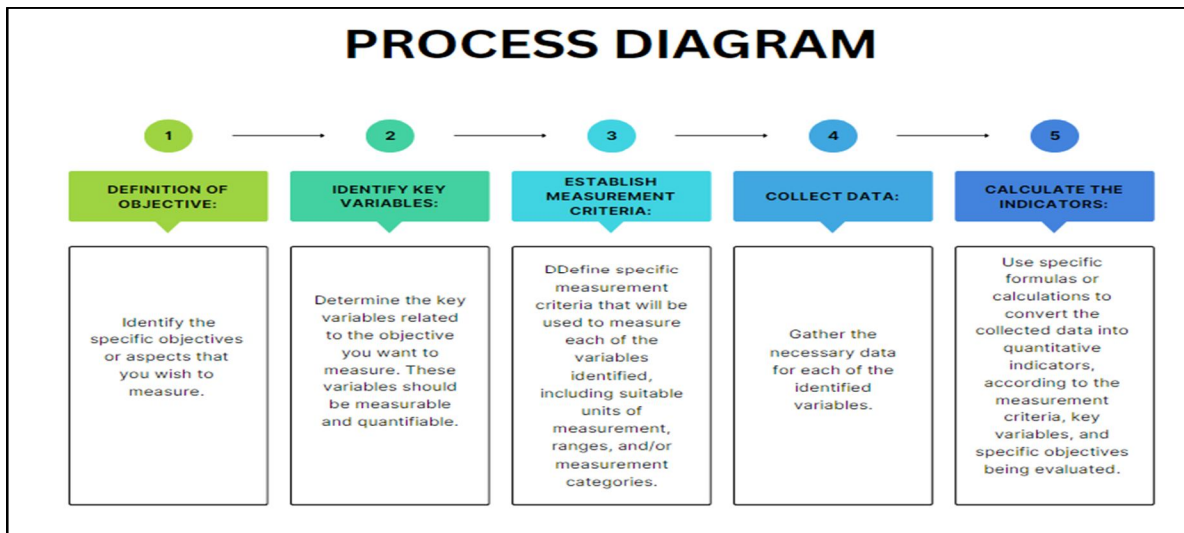 PROCESS DIAGRAM
1
2
3
4
5
DEFINITION OF
OBJECTIVE:
IDENTIFY KEY
VARIABLES:
ESTABLISH
MEASUREMENT
CRITERIA:
COLLECT DATA:
CALCULATE THE
INDICATORS:
Identify the
specific objectives
or aspects that
you wish to
measure.
Determine the key
variables related
to the objective
you want to
measure. These
variables should
be measurable
and quantifiable.
DDefine specific
measurement
criteria that will be
used to measure
each of the
variables
identified,
including suitable
units of
measurement,
ranges, and/or
measurement
categories.
Gather the
necessary data
for each of the
identified
variables.
Use specific
formulas or
calculations to
convert the
collected data into
quantitative
indicators,
according to the
measurement
criteria, key
variables, and
specific objectives
being evaluated.